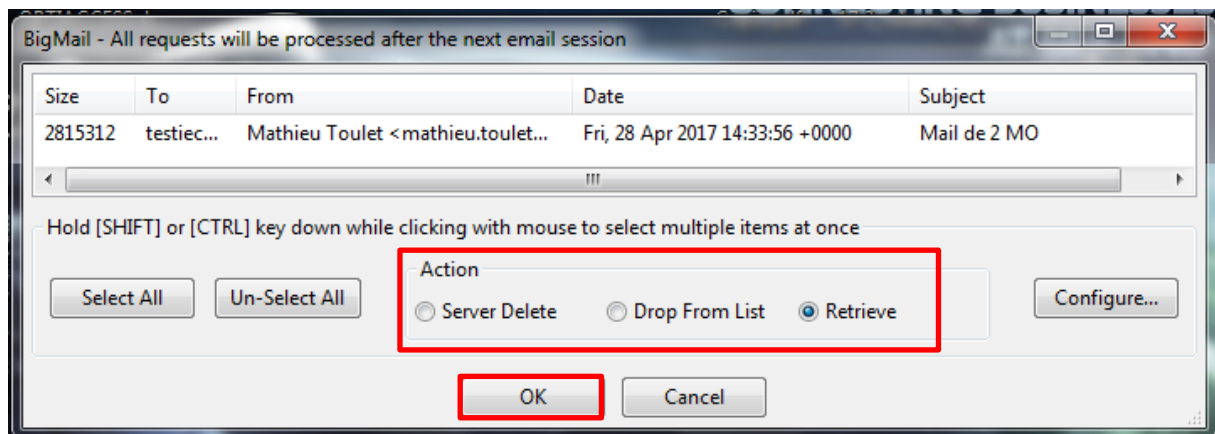 BigMail - All requests will be processed after the next email session
Size To From Date Subject
2815312 testiec... Mathieu Toulet <mathieu.toulet... Fri, 28 Apr 2017 14:33:56 +0000 Mail de 2 MO
Hold [SHIFT] or [CTRL] key down while clicking with mouse to select multiple items at once
Action
Select All Un-Select All Server Delete Drop From List Retrieve Configure...
OK Cancel